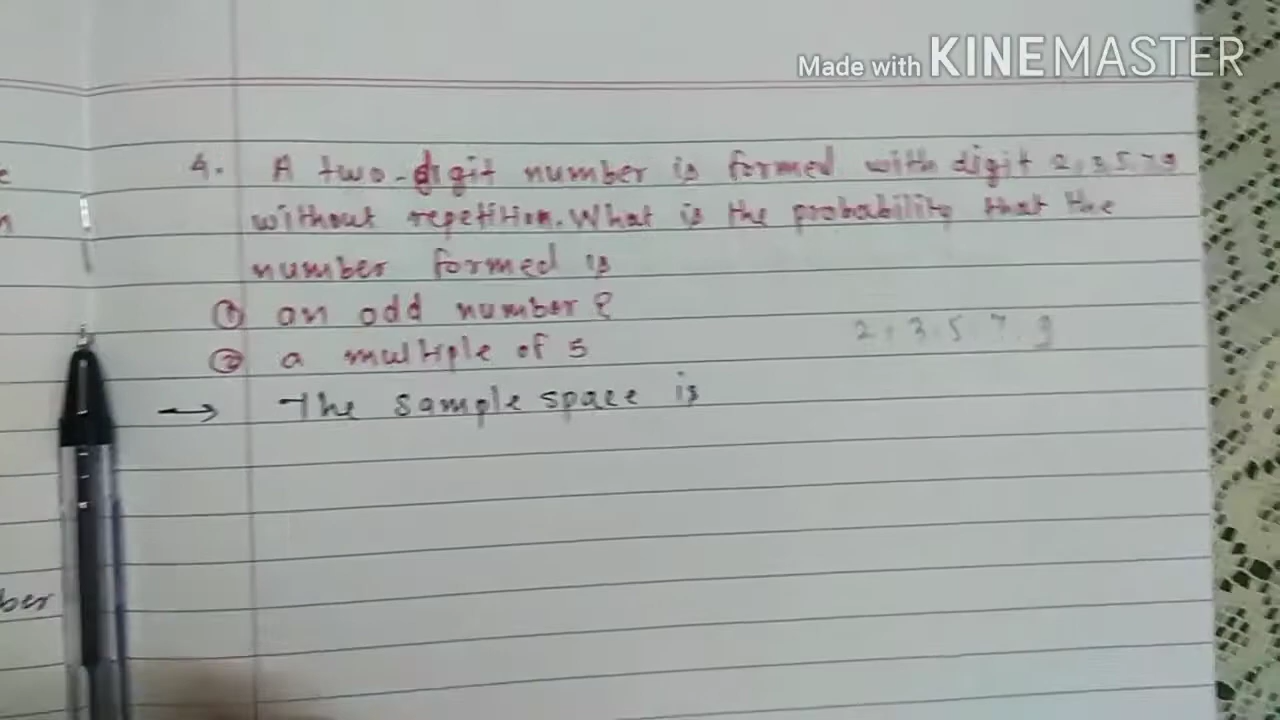 Made with KINEMASTER
4. A two-digit number is formed with digit 2,3,5,7,9
without repetition. What is the probability that the
number formed is
① an odd number?
② a multiple of 5
2, 3, 5 7, 9
→ The sample space is
ber